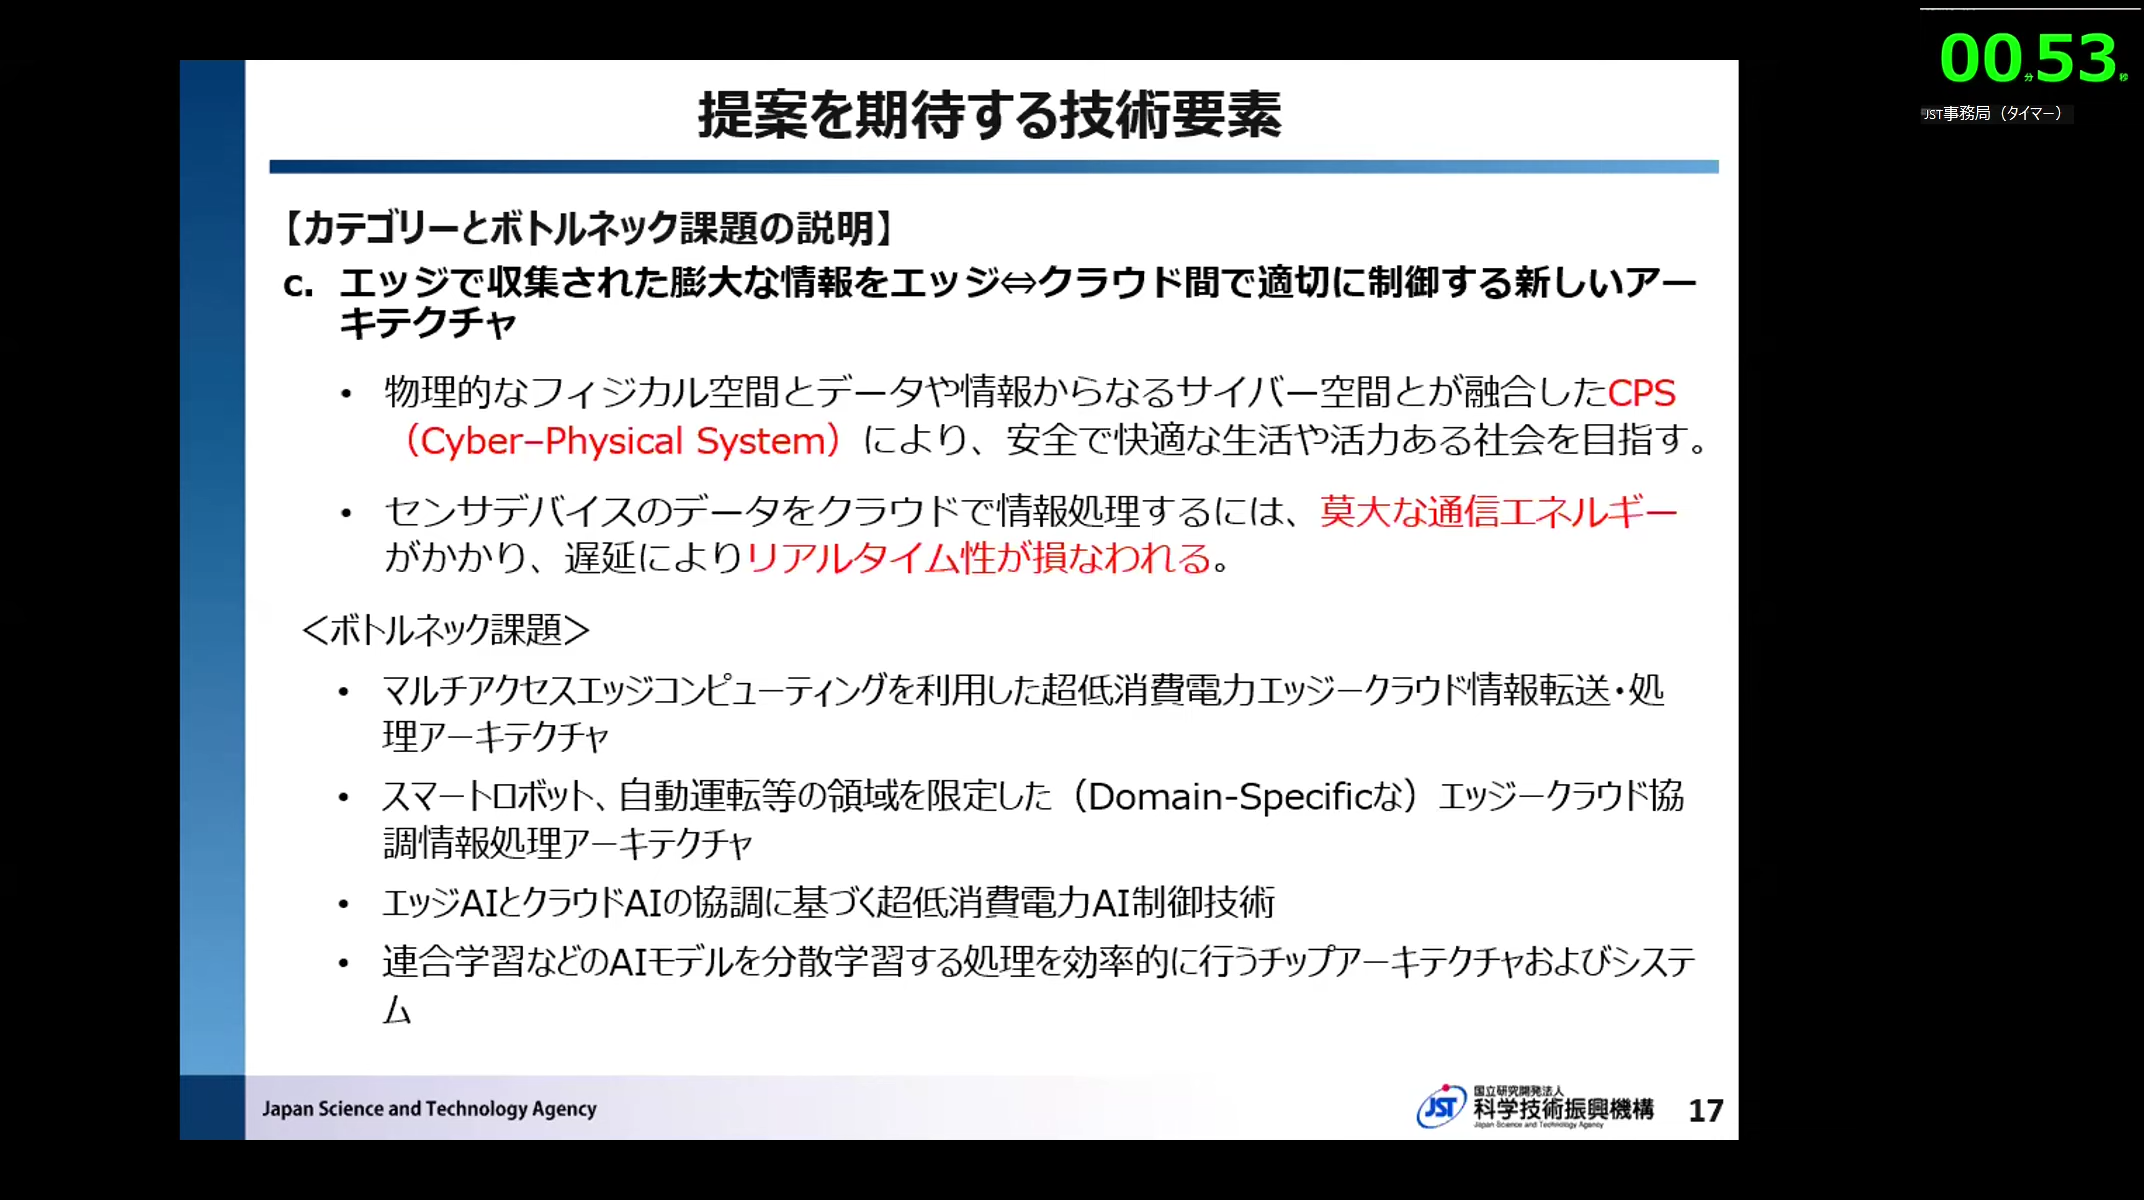 00分53秒
JST事務局（タイマー）
提案を期待する技術要素
【カテゴリーとボトルネック課題の説明】
c. エッジで収集された膨大な情報をエッジ⇔クラウド間で適切に制御する新しいアー
キテクチャ
• 物理的なフィジカル空間とデータや情報からなるサイバー空間とが融合したCPS
（Cyber–Physical System）により、安全で快適な生活や活力ある社会を目指す。
• センサデバイスのデータをクラウドで情報処理するには、莫大な通信エネルギー
がかかり、遅延によりリアルタイム性が損なわれる。
＜ボトルネック課題＞
• マルチアクセスエッジコンピューティングを利用した超低消費電力エッジークラウド情報転送・処
理アーキテクチャ
• スマートロボット、自動運転等の領域を限定した（Domain-Specificな）エッジークラウド協
調情報処理アーキテクチャ
• エッジAIとクラウドAIの協調に基づく超低消費電力AI制御技術
• 連合学習などのAIモデルを分散学習する処理を効率的に行うチップアーキテクチャおよびシステ
ム
Japan Science and Technology Agency
JST
国立研究開発法人
科学技術振興機構
Japan Science and Technology Agency
17